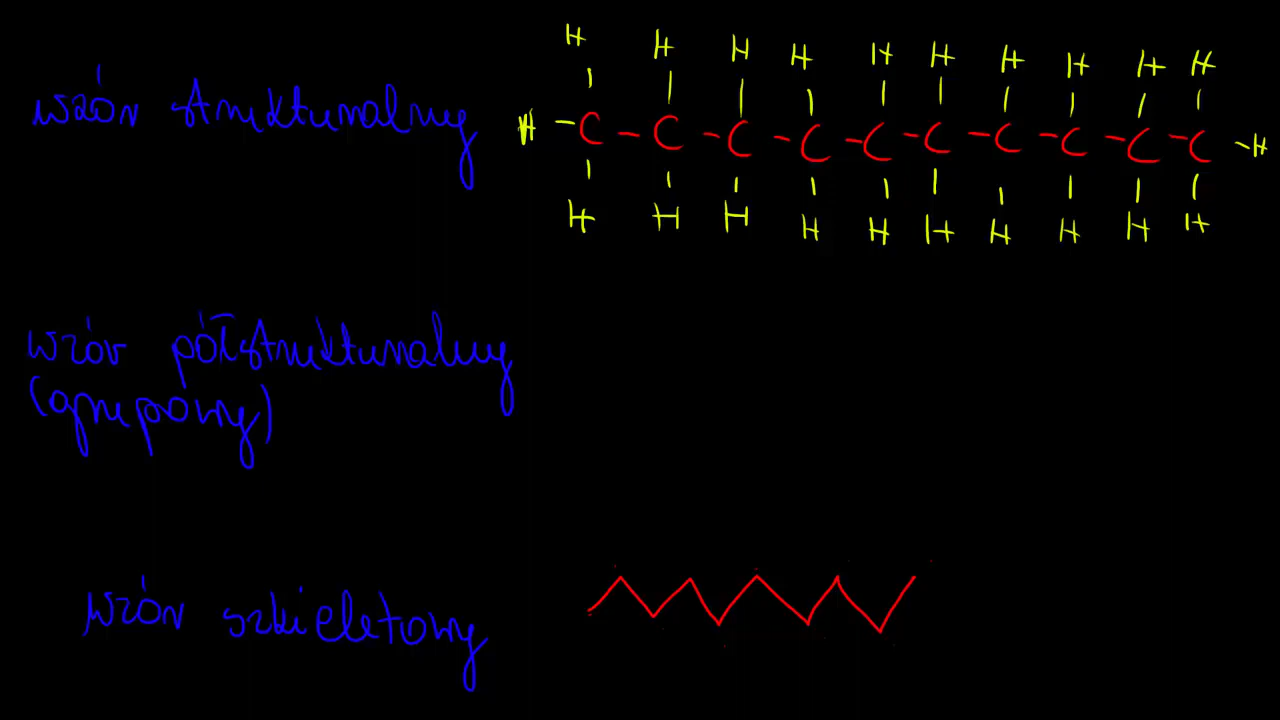 H H H H H H H H H H
wzór strukturalny H - C - C - C - C - C - C - C - C - C - C - H
H H H H H H H H H H
wzór półstrukturalny
(grupowy)
wzór szkieletowy